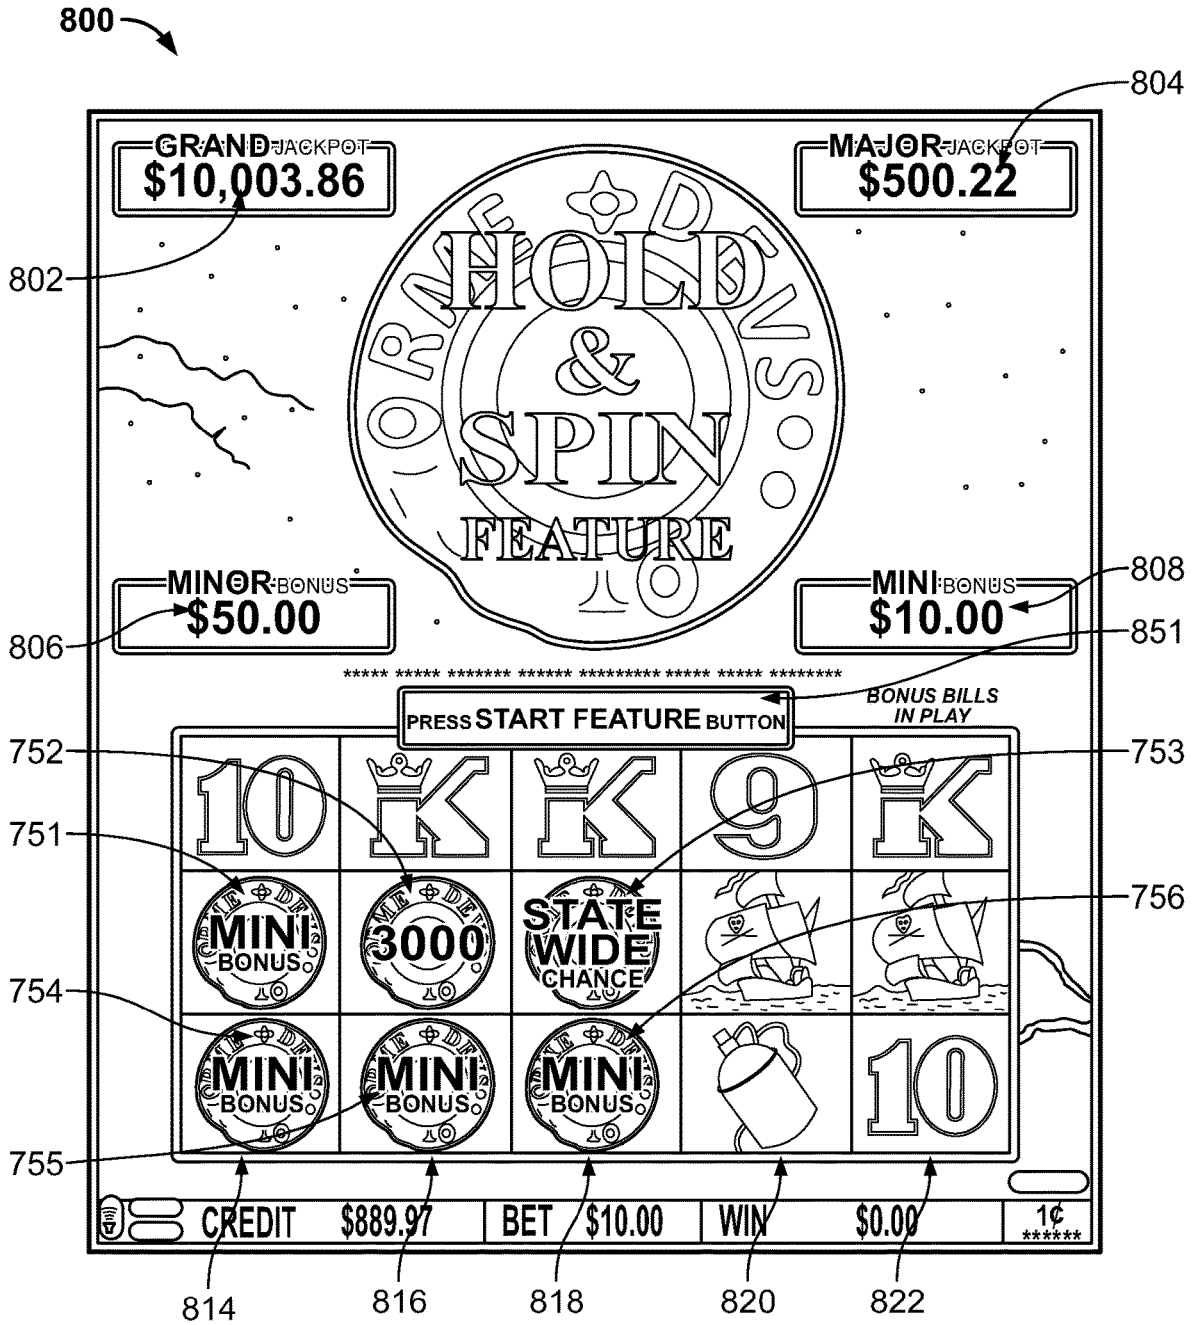 800
804
GRAND JACKPOT
$10,003.86
MAJOR JACKPOT
$500.22
802
HOLD
&
SPIN
FEATURE
MINOR BONUS
$50.00
MINI BONUS
$10.00
808
806
851
***** ***** ******* ****** ********* ***** ***** ********
PRESS START FEATURE BUTTON
BONUS BILLS
IN PLAY
752
753
751
10 K K 9 K
756
MINI
BONUS
3000
STATE
WIDE
CHANCE
754
MINI
BONUS
MINI
BONUS
MINI
BONUS
10
755
CREDIT $889.97 BET $10.00 WIN $0.00 1¢
******
814 816 818 820 822